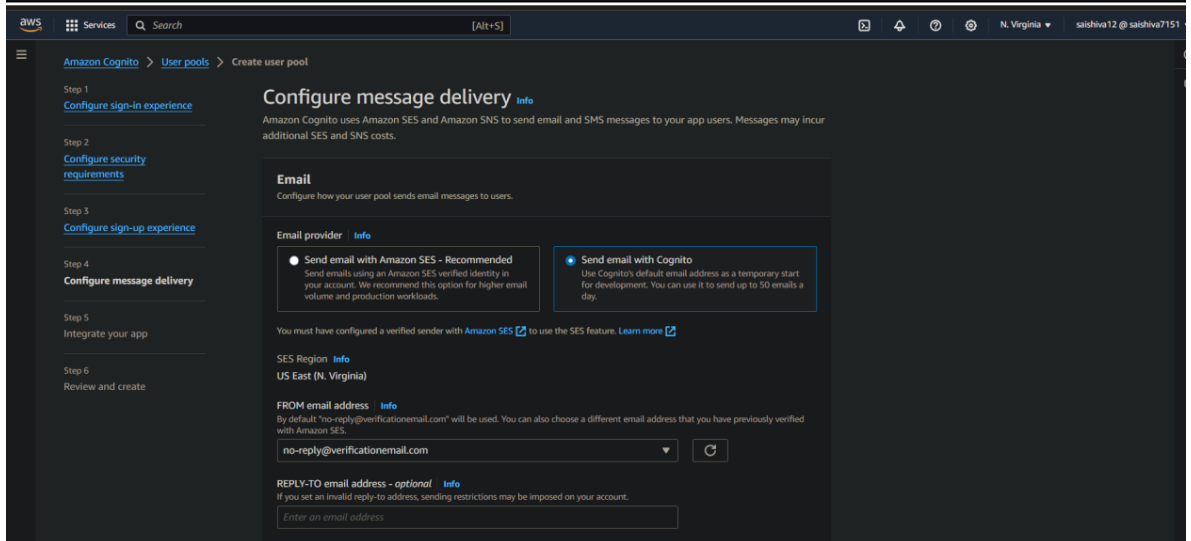 aws Services Search [Alt+S] N. Virginia saishiva12 @ saishiva7151
Amazon Cognito > User pools > Create user pool
Step 1
Configure sign-in experience
Step 2
Configure security
requirements
Step 3
Configure sign-up experience
Step 4
Configure message delivery
Step 5
Integrate your app
Step 6
Review and create
Configure message delivery Info
Amazon Cognito uses Amazon SES and Amazon SNS to send email and SMS messages to your app users. Messages may incur
additional SES and SNS costs.
Email
Configure how your user pool sends email messages to users.
Email provider Info
Send email with Amazon SES - Recommended
Send emails using an Amazon SES verified identity in
your account. We recommend this option for higher email
volume and production workloads.
Send email with Cognito
Use Cognito's default email address as a temporary start
for development. You can use it to send up to 50 emails a
day.
You must have configured a verified sender with Amazon SES to use the SES feature. Learn more
SES Region Info
US East (N. Virginia)
FROM email address Info
By default "no-reply@verificationemail.com" will be used. You can also choose a different email address that you have previously verified
with Amazon SES.
no-reply@verificationemail.com
REPLY-TO email address - optional Info
If you set an invalid reply-to address, sending restrictions may be imposed on your account.
Enter an email address